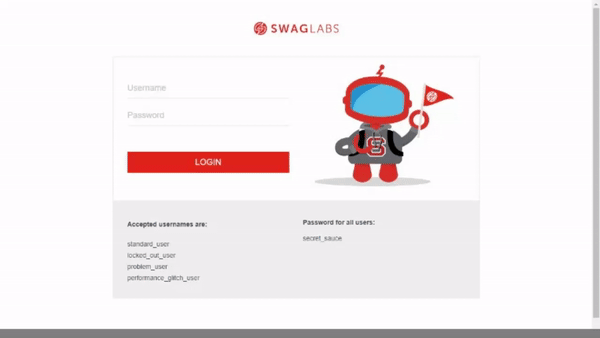 SWAGLABS
Username
Password
LOGIN
Accepted usernames are:
standard_user
locked_out_user
problem_user
performance_glitch_user
Password for all users:
secret_sauce